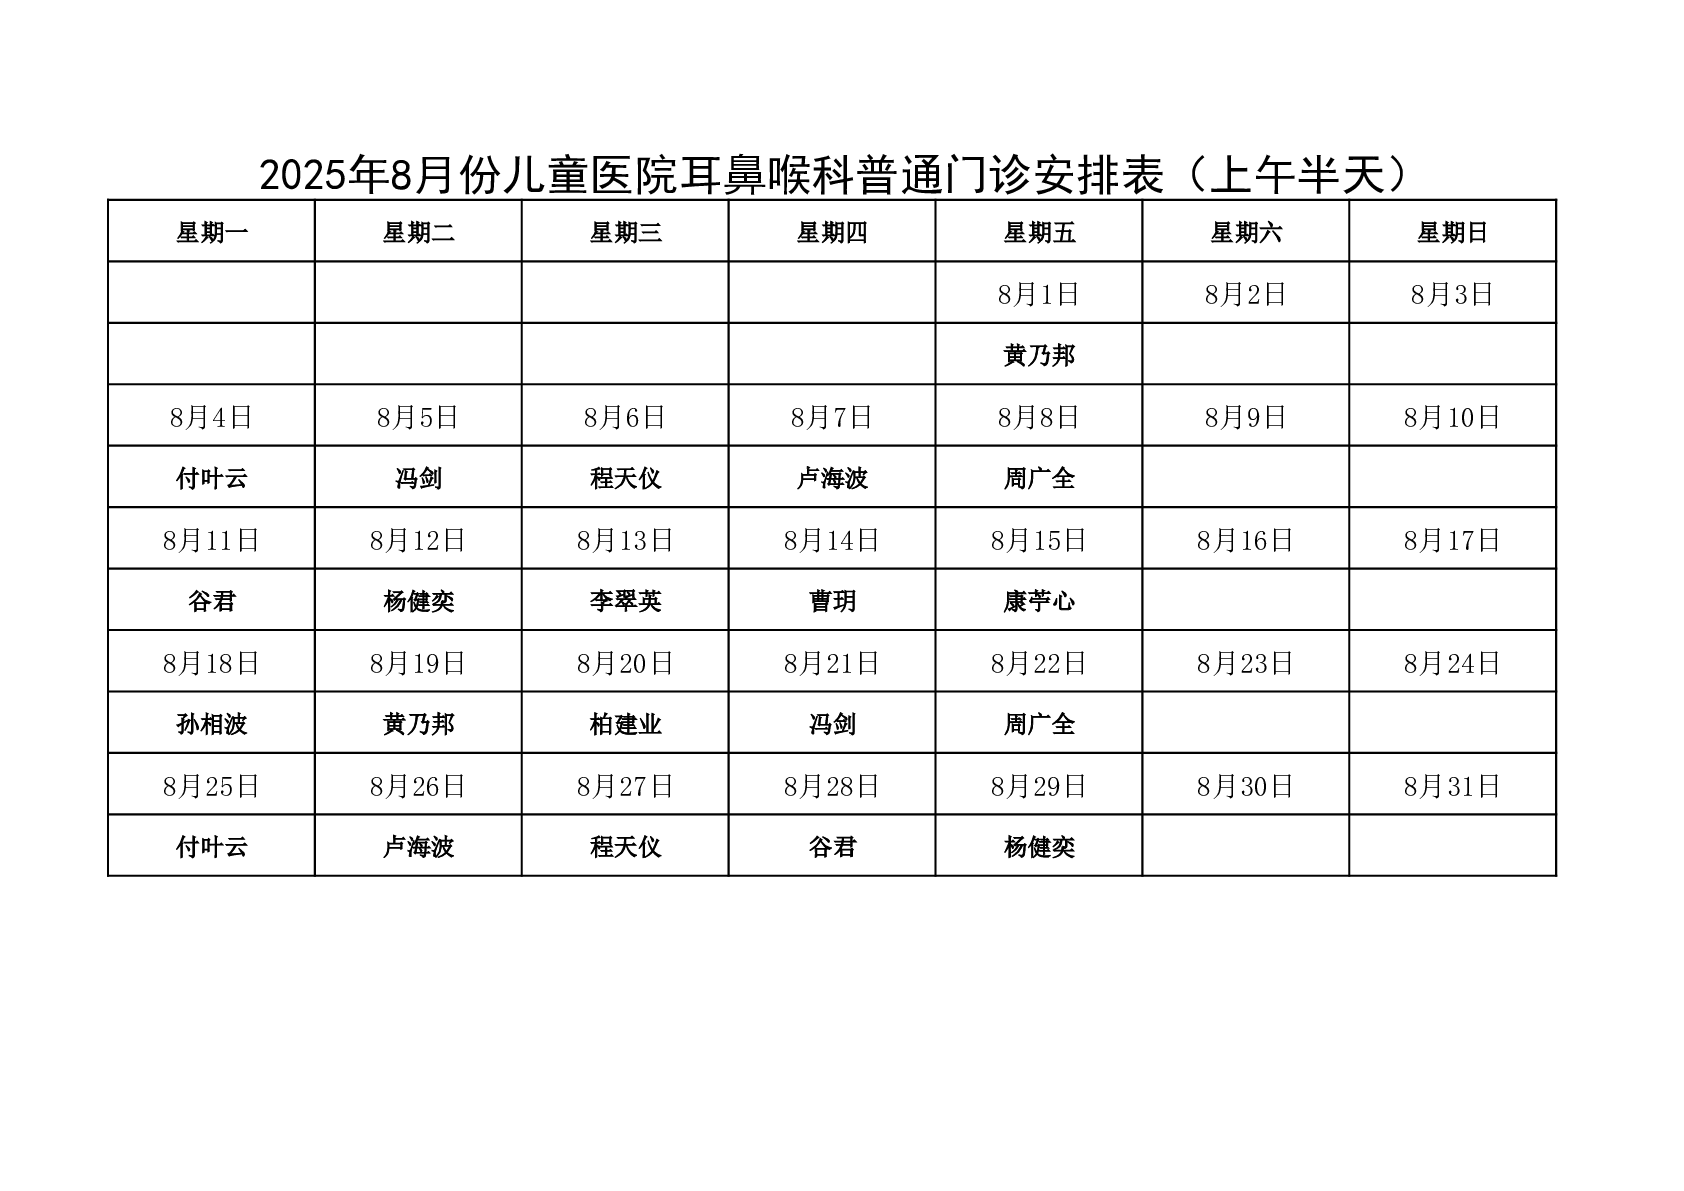 2025年8月份儿童医院耳鼻喉科普通门诊安排表（上午半天）
星期一 星期二 星期三 星期四 星期五 星期六 星期日
8月1日 8月2日 8月3日
黄乃邦
8月4日 8月5日 8月6日 8月7日 8月8日 8月9日 8月10日
付叶云 冯剑 程天仪 卢海波 周广全
8月11日 8月12日 8月13日 8月14日 8月15日 8月16日 8月17日
谷君 杨健奕 李翠英 曹玥 康苧心
8月18日 8月19日 8月20日 8月21日 8月22日 8月23日 8月24日
孙相波 黄乃邦 柏建业 冯剑 周广全
8月25日 8月26日 8月27日 8月28日 8月29日 8月30日 8月31日
付叶云 卢海波 程天仪 谷君 杨健奕